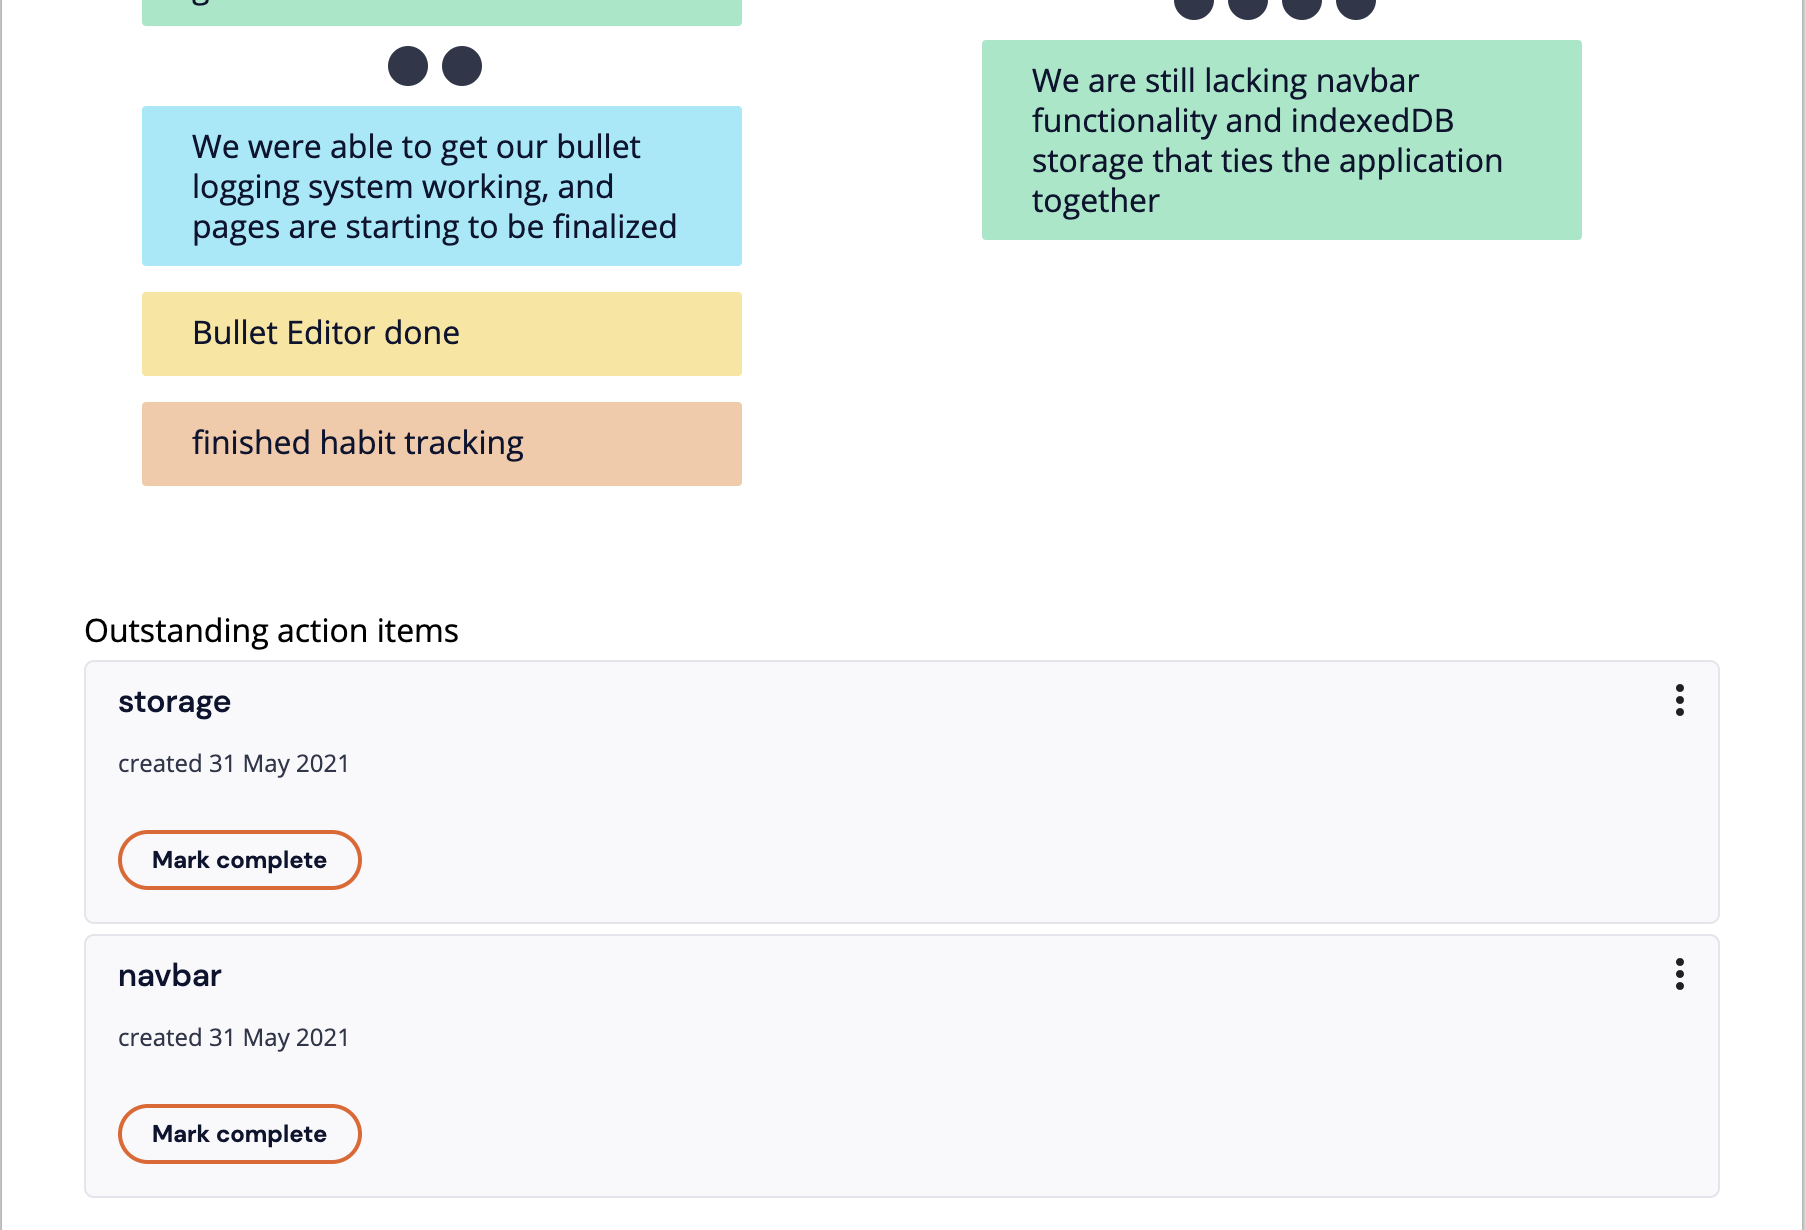 We were able to get our bullet
logging system working, and
pages are starting to be finalized
Bullet Editor done
finished habit tracking
We are still lacking navbar
functionality and indexedDB
storage that ties the application
together
Outstanding action items
storage
created 31 May 2021
Mark complete
navbar
created 31 May 2021
Mark complete